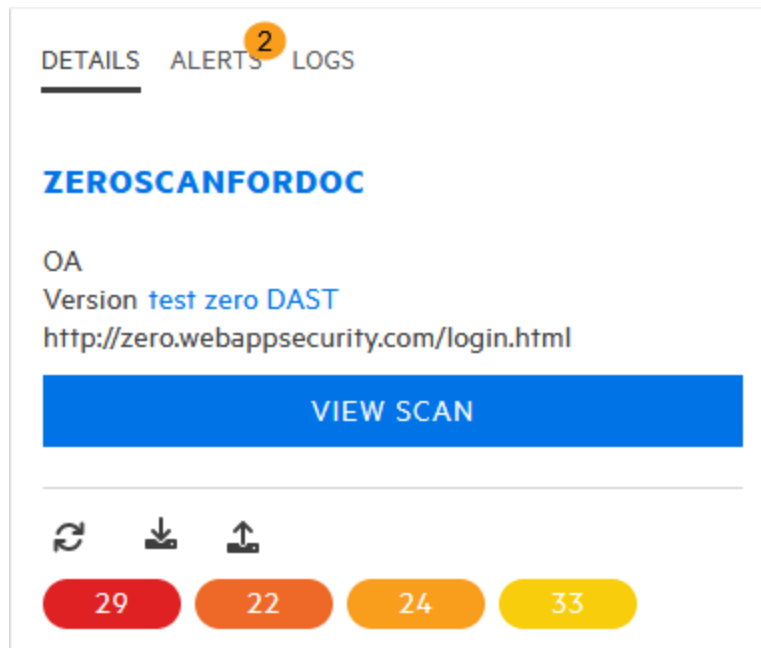 DETAILS ALERTS 2 LOGS
ZEROSCANFORDOC
OA
Version test zero DAST
http://zero.webappsecurity.com/login.html
VIEW SCAN
29 22 24 33